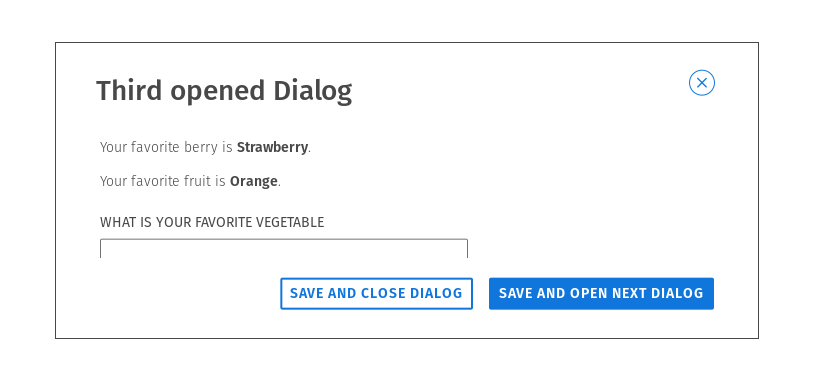 Third opened Dialog
Your favorite berry is Strawberry.
Your favorite fruit is Orange.
WHAT IS YOUR FAVORITE VEGETABLE
SAVE AND CLOSE DIALOG
SAVE AND OPEN NEXT DIALOG